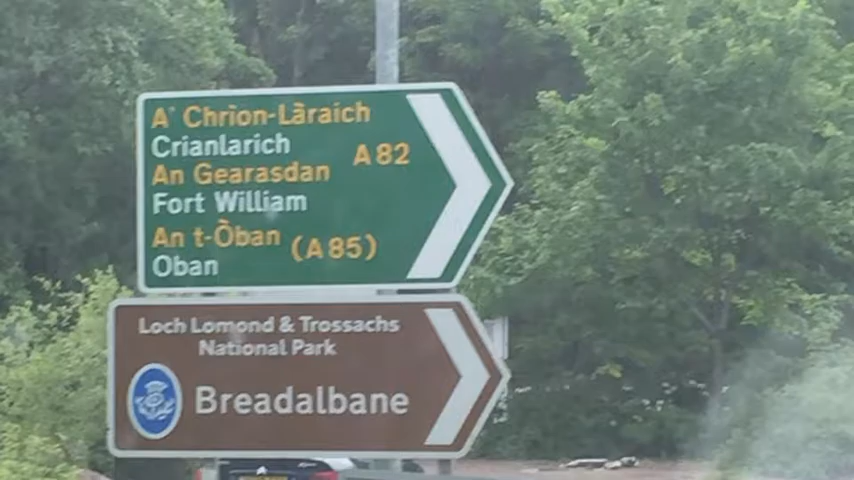 A' Chrion-Làraich
Crianlarich
A82
An Gearasdan
Fort William
An t-Òban
(A85)
Oban
Loch Lomond & Trossachs
National Park
Breadalbane